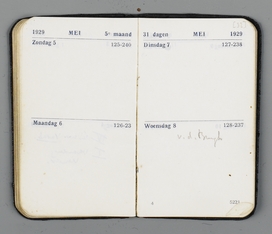 1929 MEI 5e maand
Zondag 5 125-240
Maandag 6 126-23
31 dagen MEI 1929
Dinsdag 7 127-238
Woensdag 8 128-237